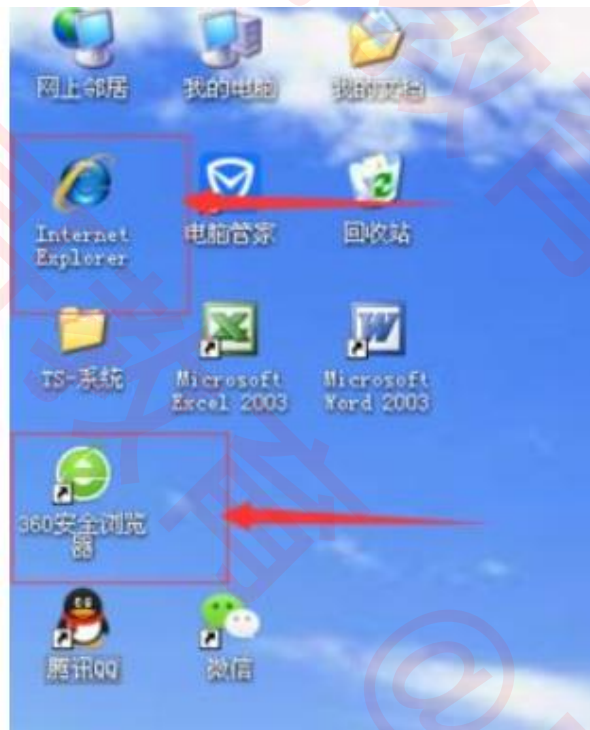 网上邻居
我的电脑
我的文档
Internet
Explorer
电脑管家
回收站
TS-系统
Microsoft
Excel 2003
Microsoft
Word 2003
360安全浏览
器
腾讯QQ
微信